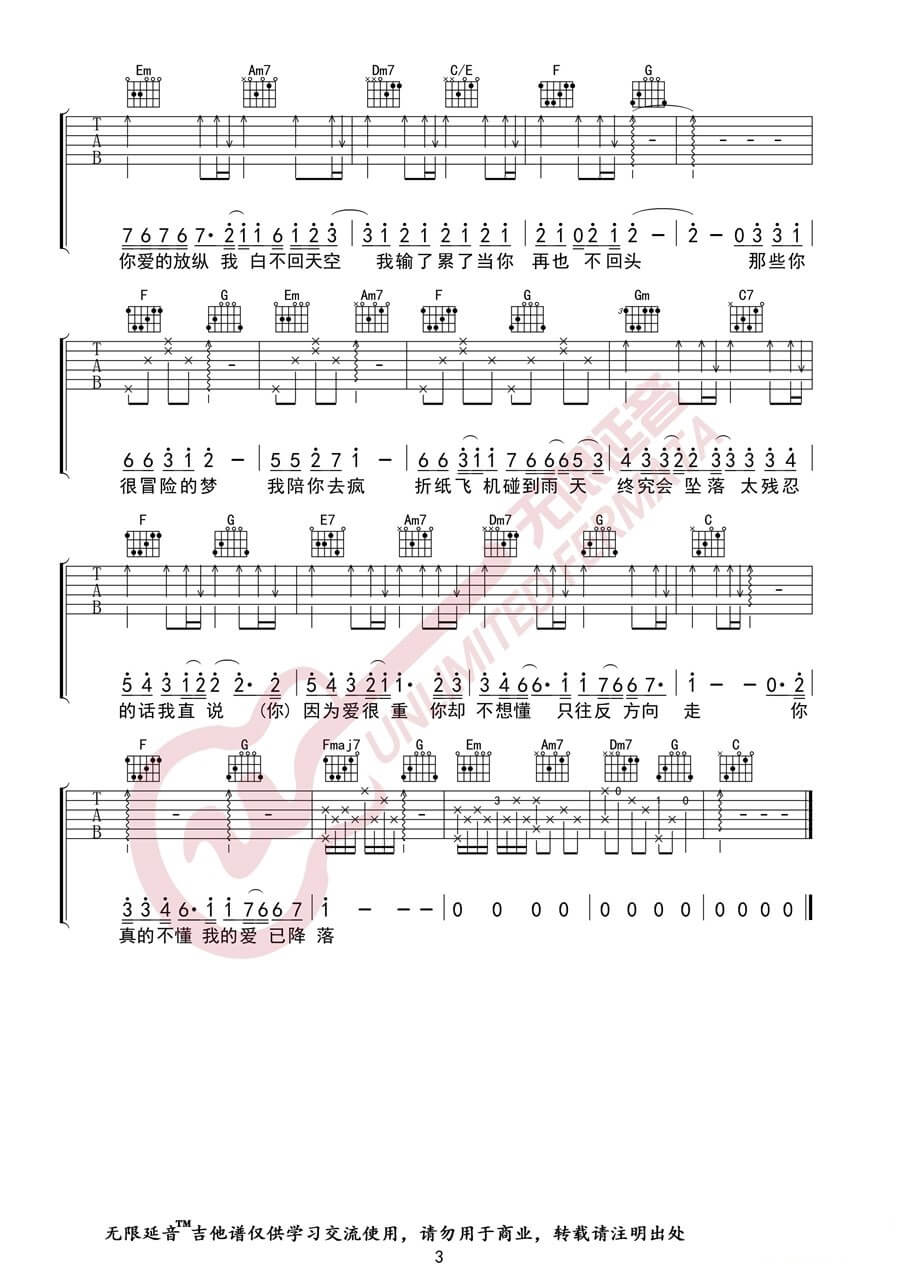 Em Am7 Dm7 C/E F G
T
A
B
7 6 7 6 7· 2 1 1 6 1 2 3 | 3 1 2 1 2 1 2 1 | 2 1 0 2 1 2 - | 2 - 0 3 3 1
你爱的放纵 我 白不回天空 我输了累了当你 再也 不回头 那些你
F G Em Am7 F G Gm C7
3
6 6 3 1 2 - | 5 5 2 7 1 - | 6 6 3 1 1 7 6 6 6 5 3 | 4 3 3 2 2 3 3 3 3 4
很冒险的梦 我陪你去疯 折纸飞 机碰到雨 天 终究会 坠落 太残忍
F G E7 Am7 Dm7 G C
T
A
B
5 4 3 1 2 2 2· 2 | 5 4 3 2 1 1· 2 3 | 3 4 6 6· 1 1 7 6 6 7· | 1 - - 0· 2
的话我直 说 (你) 因为爱很 重 你却 不想懂 只往反 方向 走 你
F G Fmaj7 G Em Am7 Dm7 G C
T
A
B
3 0 1 0
3 3 4 6· 1 1 7 6 6 7 | 1 - - - | 0 0 0 0 | 0 0 0 0 | 0 0 0 0
真的不懂 我的爱 已降 落
无限延音
UNLIMITED FERMATA
无限延音™吉他谱仅供学习交流使用，请勿用于商业，转载请注明出处
3